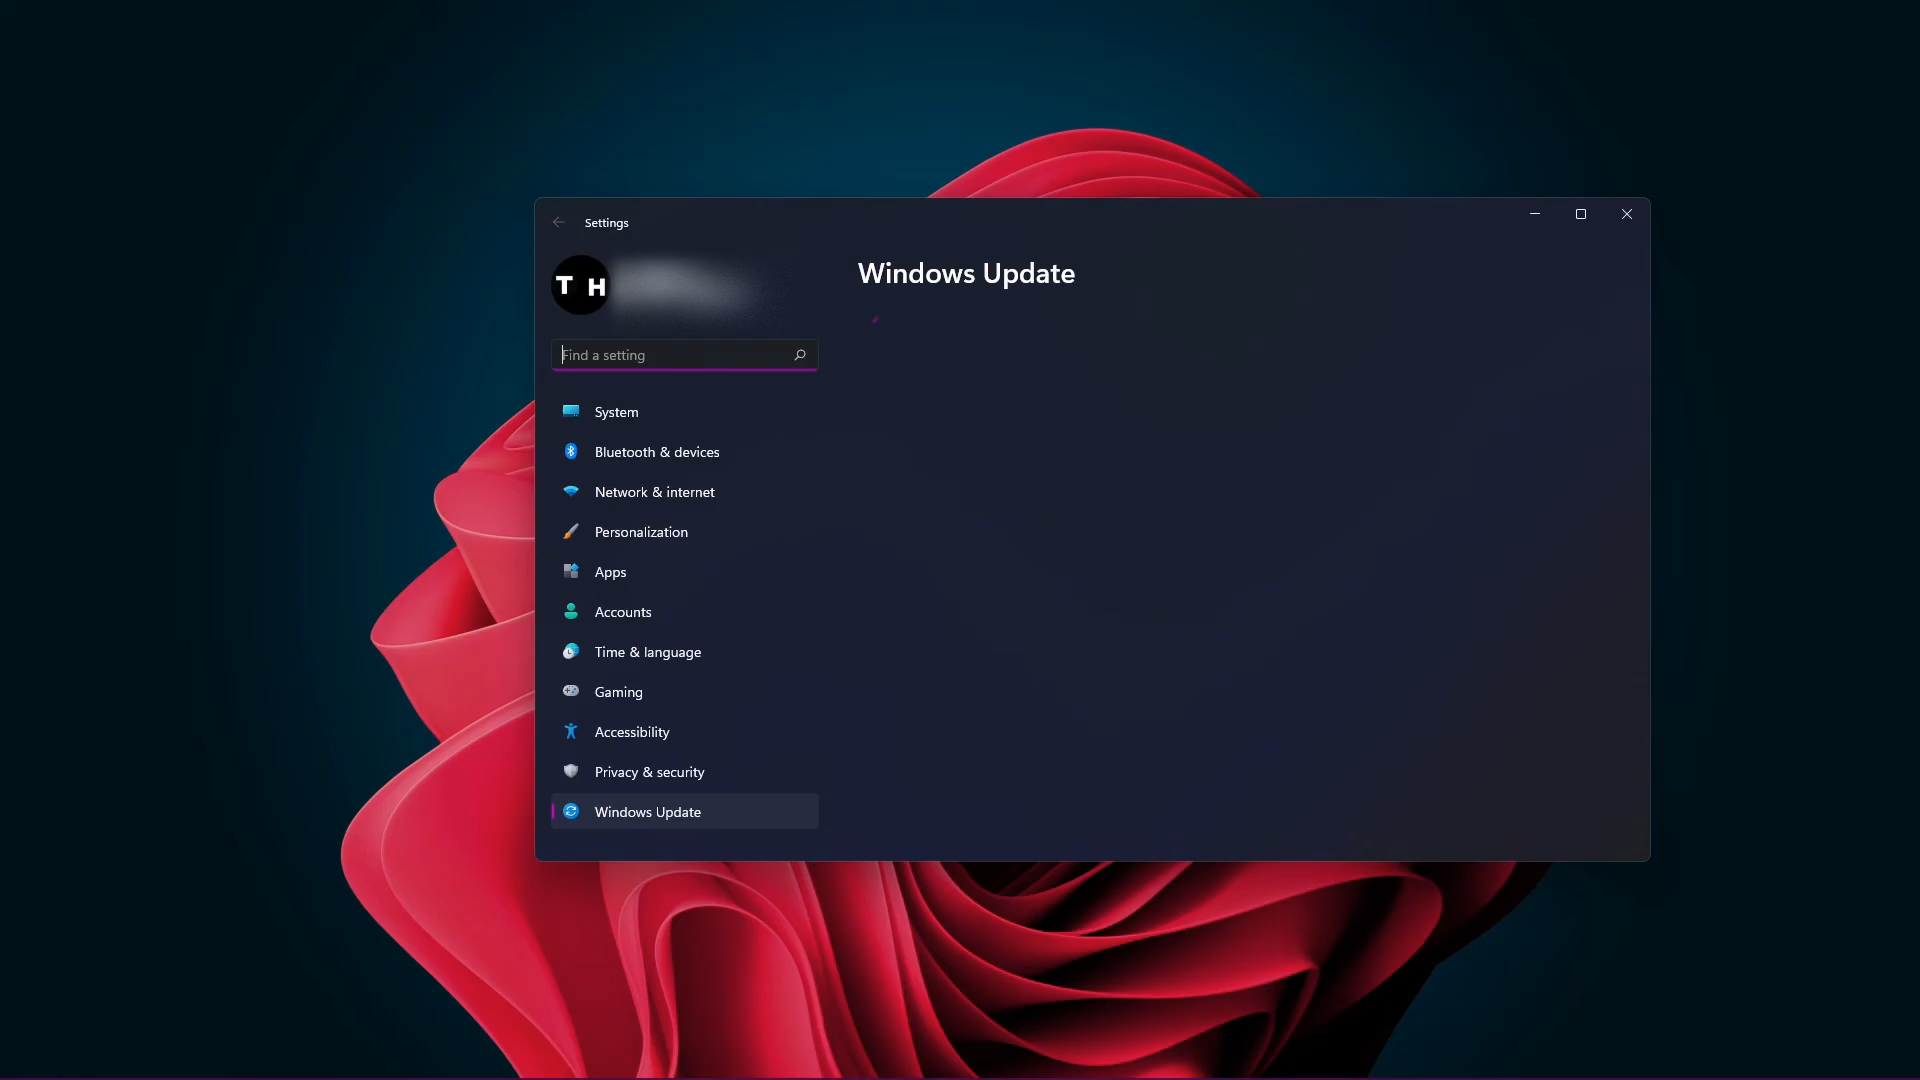 Settings
T H
Windows Update
Find a setting
System
Bluetooth & devices
Network & internet
Personalization
Apps
Accounts
Time & language
Gaming
Accessibility
Privacy & security
Windows Update